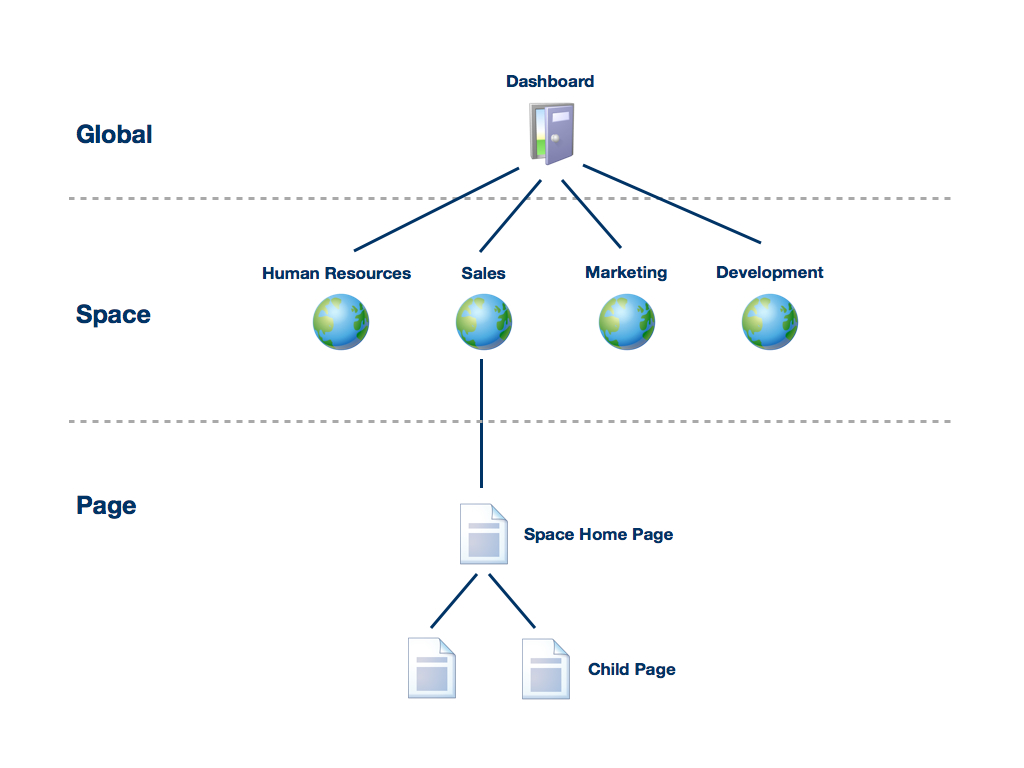 Dashboard
Global
Human Resources
Sales
Marketing
Development
Space
Page
Space Home Page
Child Page